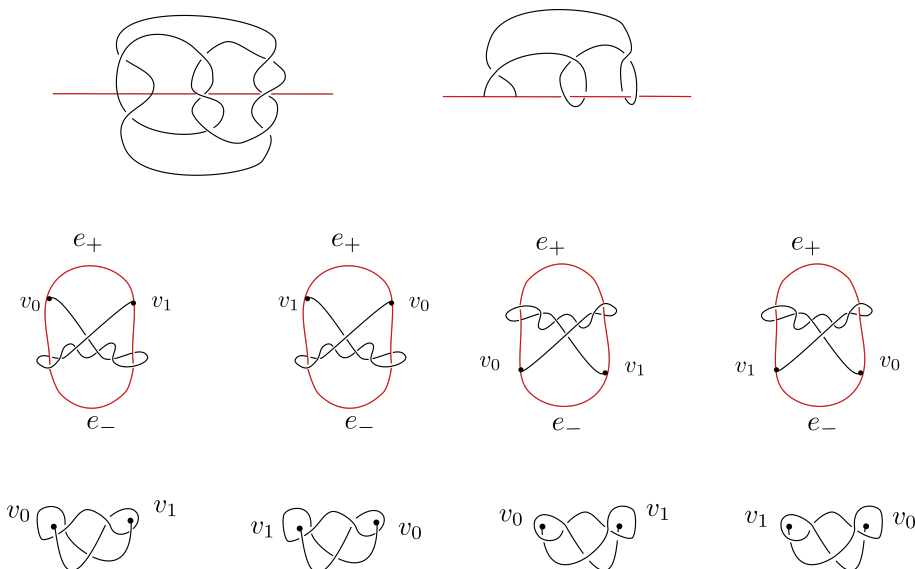 e₊ e₊ e₊ e₊
v₀ v₁ v₁ v₀ v₀ v₁ v₁ v₀
e₋ e₋ e₋ e₋
v₀ v₁ v₁ v₀ v₀ v₁ v₁ v₀